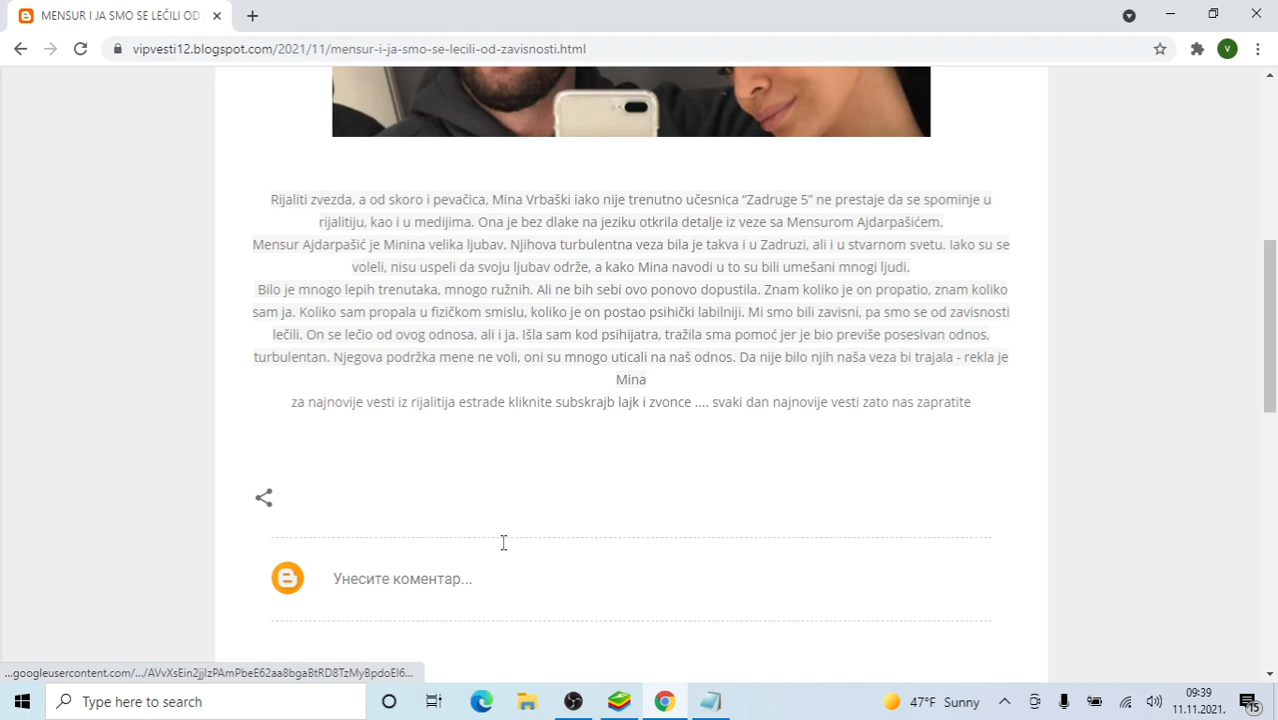 MENSUR I JA SMO SE LEČILI OD
vipvesti12.blogspot.com/2021/11/mensur-i-ja-smo-se-lecili-od-zavisnosti.html
V
Rijaliti zvezda, a od skoro i pevačica, Mina Vrbaški iako nije trenutno učesnica “Zadruge 5” ne prestaje da se spominje u
rijalitiju, kao i u medijima. Ona je bez dlake na jeziku otkrila detalje iz veze sa Mensurom Ajdarpašićem.
Mensur Ajdarpašić je Minina velika ljubav. Njihova turbulentna veza bila je takva i u Zadruzi, ali i u stvarnom svetu. Iako su se
voleli, nisu uspeli da svoju ljubav održe, a kako Mina navodi u to su bili umešani mnogi ljudi.
Bilo je mnogo lepih trenutaka, mnogo ružnih. Ali ne bih sebi ovo ponovo dopustila. Znam koliko je on propatio, znam koliko
sam ja. Koliko sam propala u fizičkom smislu, koliko je on postao psihički labilniji. Mi smo bili zavisni, pa smo se od zavisnosti
lečili. On se lečio od ovog odnosa, ali i ja. Išla sam kod psihijatra, tražila sma pomoć jer je bio previše posesivan odnos,
turbulentan. Njegova podržka mene ne voli, oni su mnogo uticali na naš odnos. Da nije bilo njih naša veza bi trajala - rekla je
Mina
za najnovije vesti iz rijalitija estrade kliknite subskrajb lajk i zvonce .... svaki dan najnovije vesti zato nas zapratite
Унесите коментар...
...googleusercontent.com/.../AVvXsEin2jjIzPAmPbeE62aa8bgaBtRD8TzMyBpdoEI6...
Type here to search
47°F Sunny
09:39
11.11.2021.
15